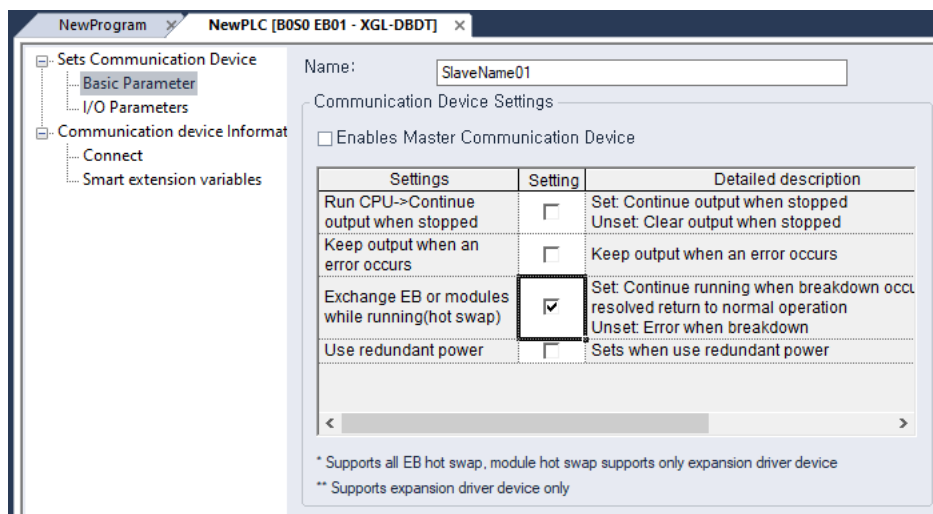 NewProgram
NewPLC [B0S0 EB01 - XGL-DBDT]
Sets Communication Device
Basic Parameter
I/O Parameters
Communication device Informat
Connect
Smart extension variables
Name:
SlaveName01
Communication Device Settings
Enables Master Communication Device
Settings Setting Detailed description
Run CPU->Continue
output when stopped
Set: Continue output when stopped
Unset: Clear output when stopped
Keep output when an
error occurs
Keep output when an error occurs
Exchange EB or modules
while running(hot swap)
Set: Continue running when breakdown occu
resolved return to normal operation
Unset: Error when breakdown
Use redundant power
Sets when use redundant power
* Supports all EB hot swap, module hot swap supports only expansion driver device
** Supports expansion driver device only